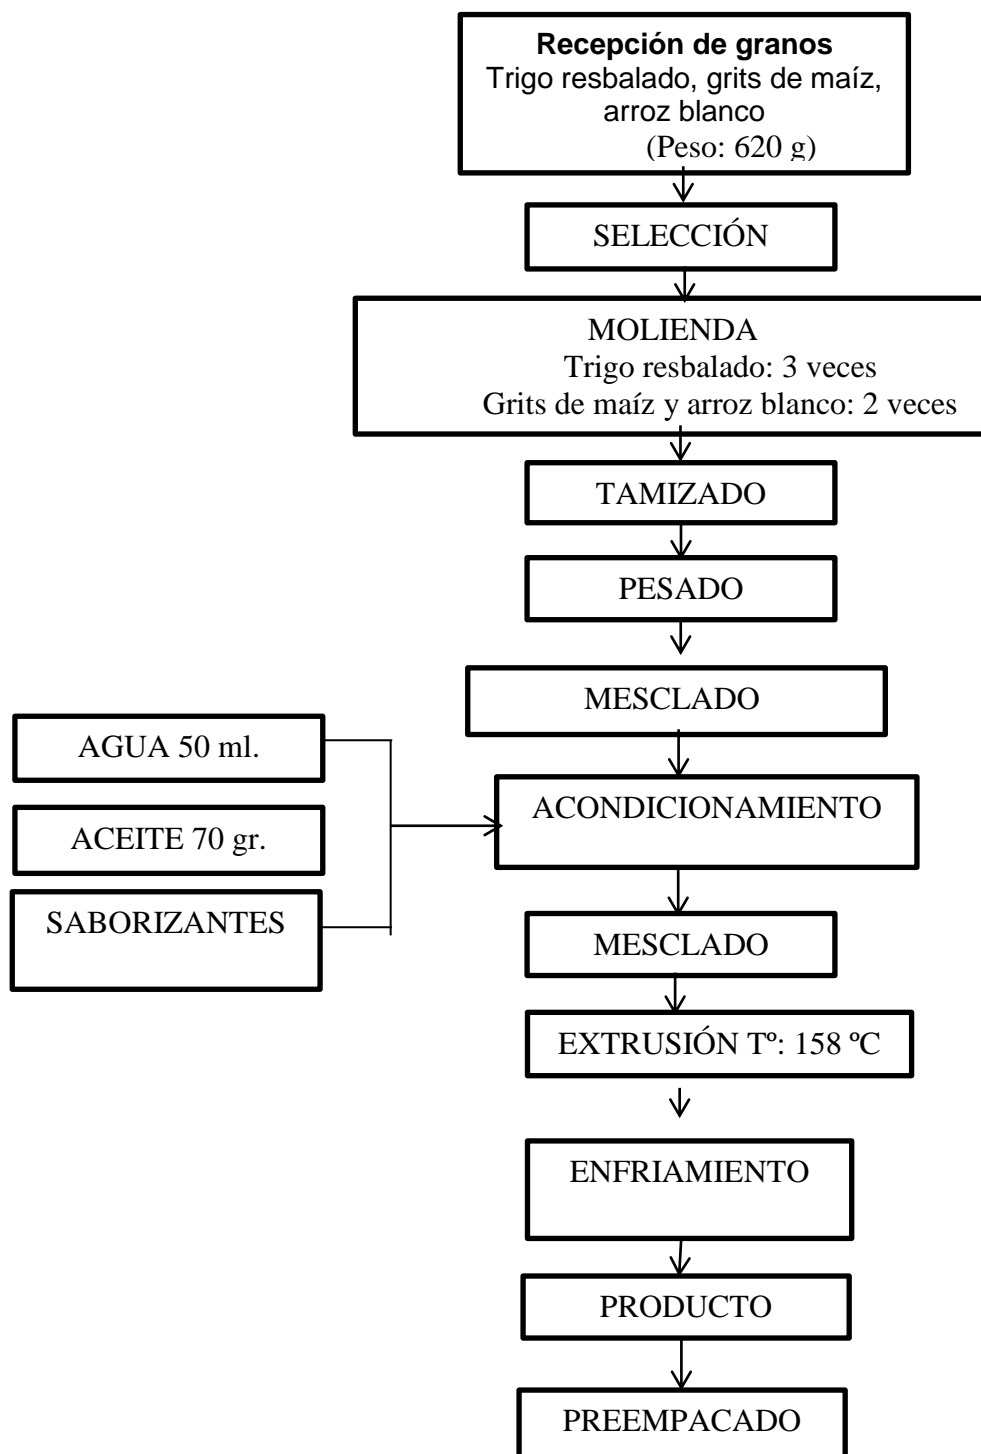 Recepción de granos
Trigo resbalado, grits de maíz,
arroz blanco
(Peso: 620 g)
SELECCIÓN
MOLIENDA
Trigo resbalado: 3 veces
Grits de maíz y arroz blanco: 2 veces
TAMIZADO
PESADO
MESCLADO
AGUA 50 ml.
ACEITE 70 gr.
SABORIZANTES
ACONDICIONAMIENTO
MESCLADO
EXTRUSIÓN Tº: 158 ºC
ENFRIAMIENTO
PRODUCTO
PREEMPACADO